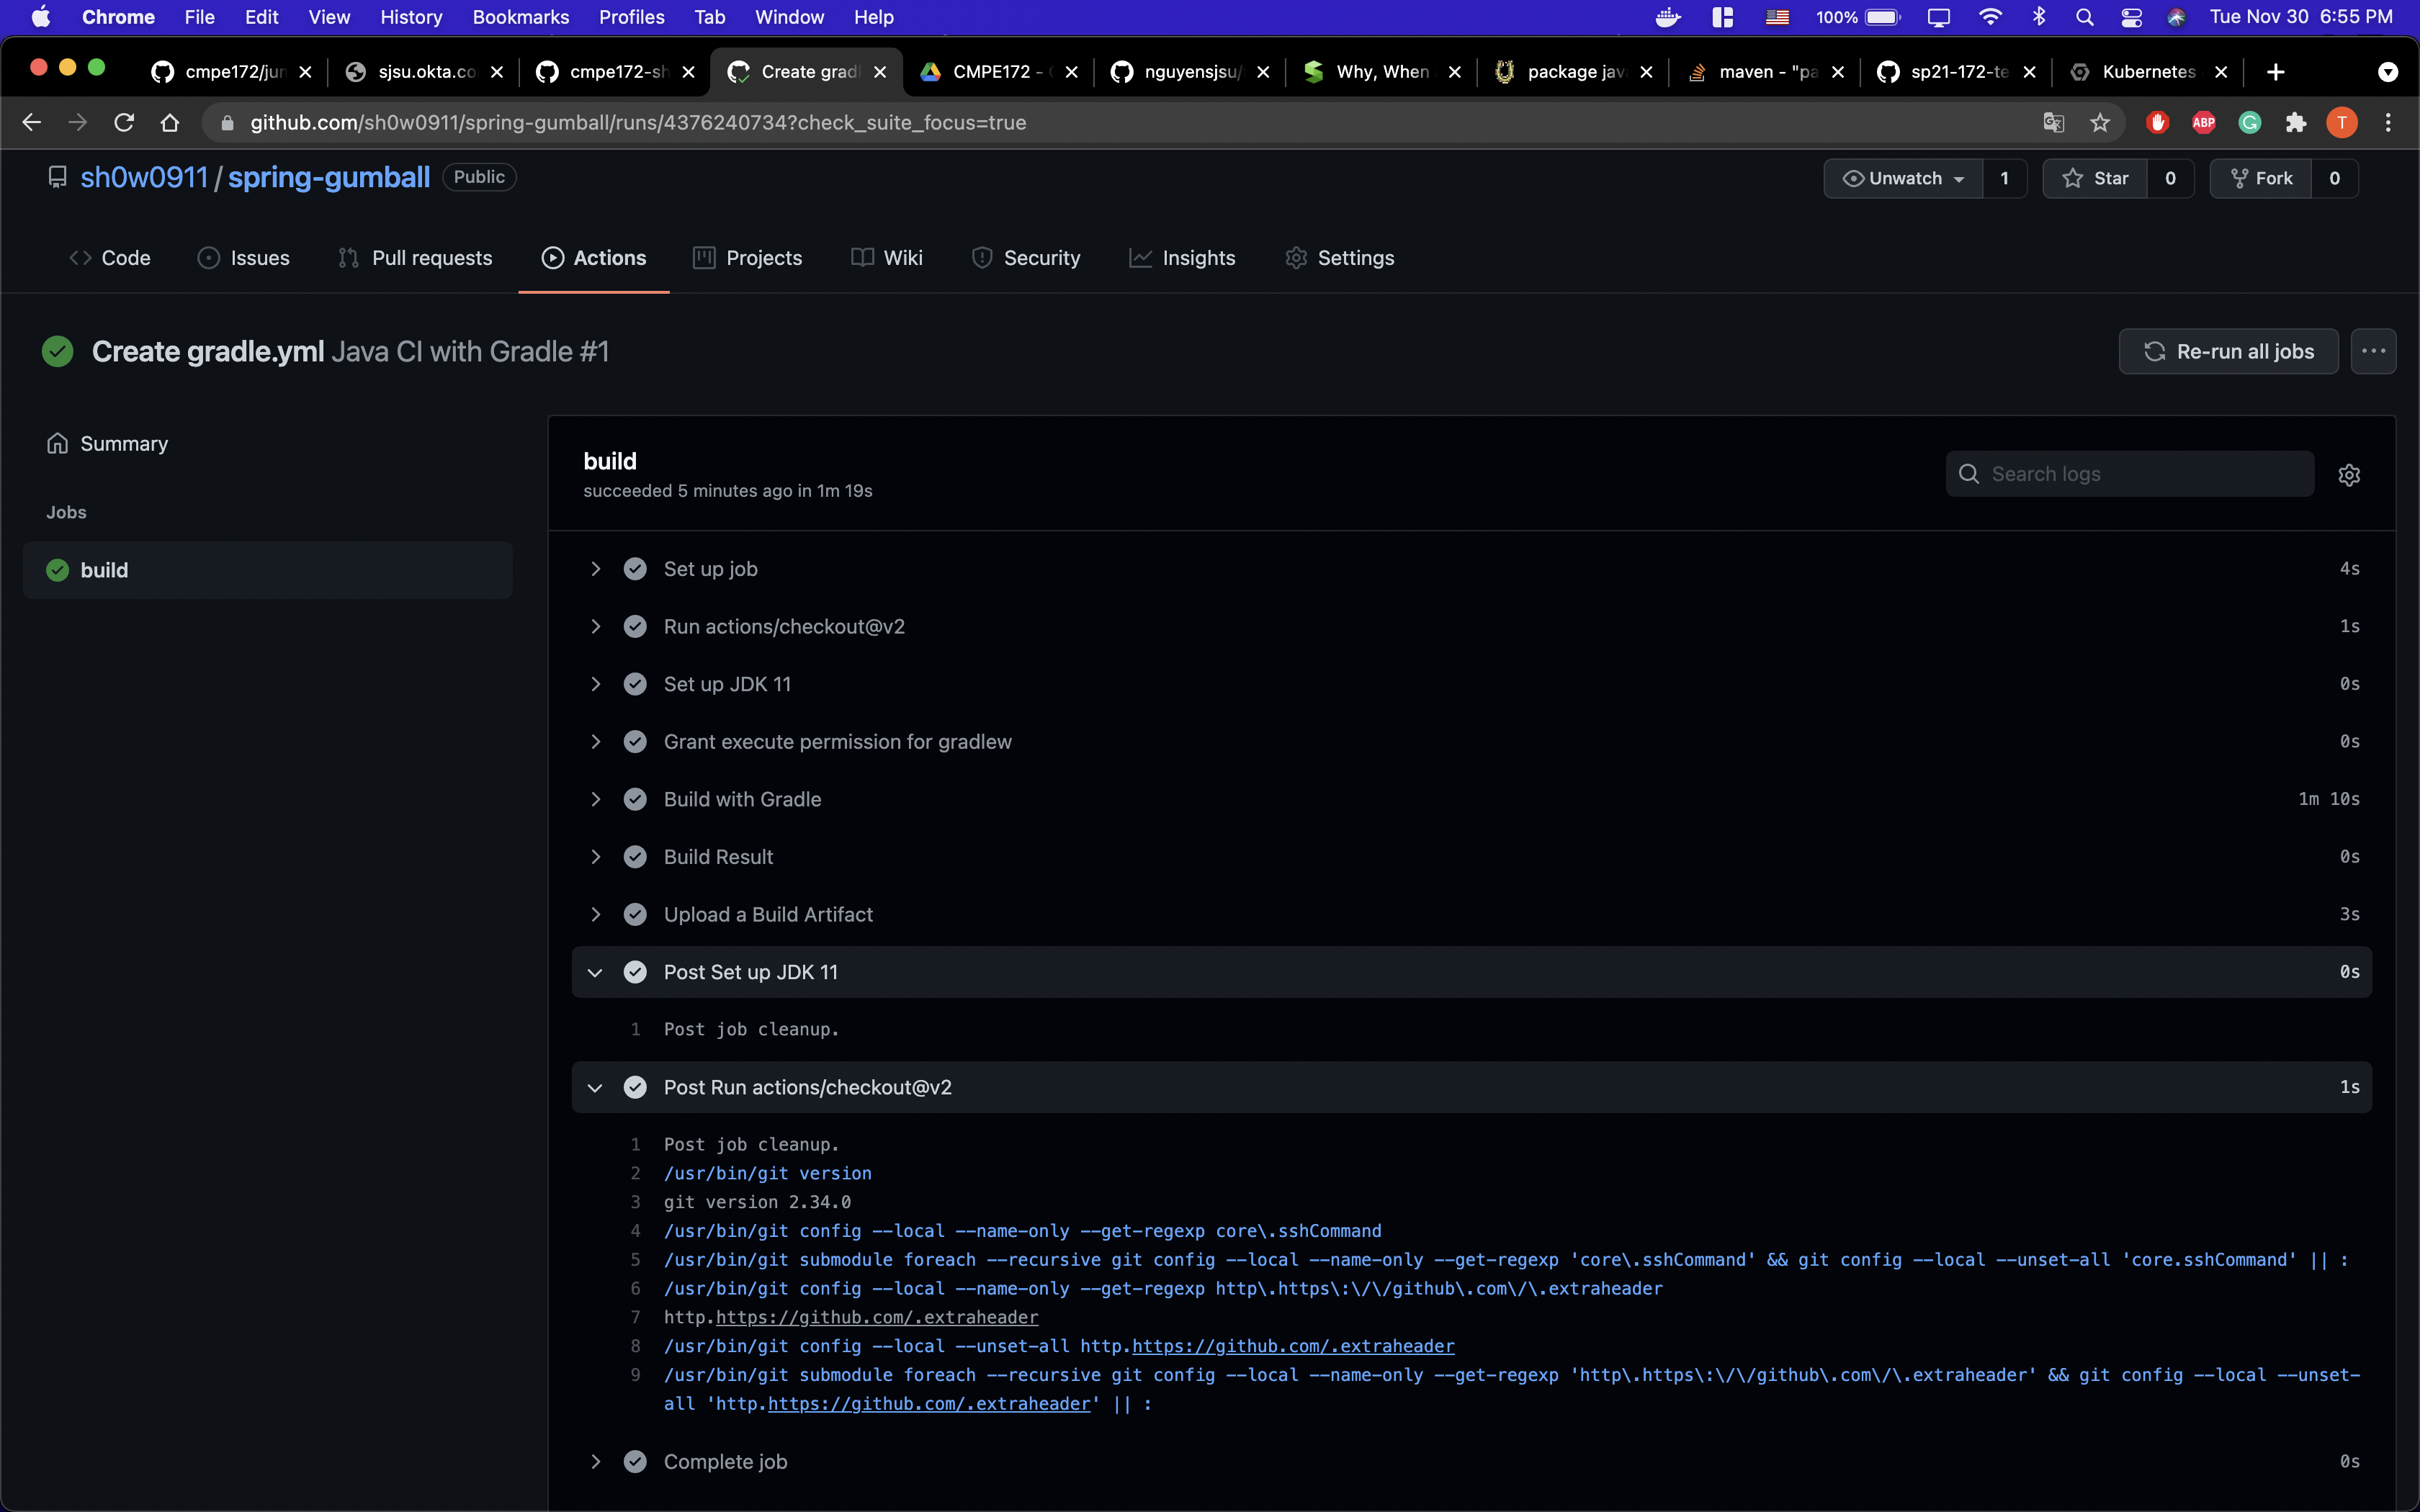 Chrome File Edit View History Bookmarks Profiles Tab Window Help 100% Tue Nov 30 6:55 PM
cmpe172/jun sjsu.okta.co cmpe172-sh Create gradl CMPE172 - nguyensjsu/ Why, When package jav maven - "pa sp21-172-te Kubernetes
github.com/sh0w0911/spring-gumball/runs/4376240734?check_suite_focus=true ABP T
sh0w0911/spring-gumball Public Unwatch 1 Star 0 Fork 0
Code Issues Pull requests Actions Projects Wiki Security Insights Settings
Create gradle.yml Java CI with Gradle #1 Re-run all jobs
Summary
Jobs
build
build
succeeded 5 minutes ago in 1m 19s
Search logs
Set up job 4s
Run actions/checkout@v2 1s
Set up JDK 11 0s
Grant execute permission for gradlew 0s
Build with Gradle 1m 10s
Build Result 0s
Upload a Build Artifact 3s
Post Set up JDK 11 0s
1 Post job cleanup.
Post Run actions/checkout@v2 1s
1 Post job cleanup.
2 /usr/bin/git version
3 git version 2.34.0
4 /usr/bin/git config --local --name-only --get-regexp core\.sshCommand
5 /usr/bin/git submodule foreach --recursive git config --local --name-only --get-regexp 'core\.sshCommand' && git config --local --unset-all 'core.sshCommand' || :
6 /usr/bin/git config --local --name-only --get-regexp http\.https\:\/\/github\.com\/\.extraheader
7 http.https://github.com/.extraheader
8 /usr/bin/git config --local --unset-all http.https://github.com/.extraheader
9 /usr/bin/git submodule foreach --recursive git config --local --name-only --get-regexp 'http\.https\:\/\/github\.com\/\.extraheader' && git config --local --unset-
all 'http.https://github.com/.extraheader' || :
Complete job 0s